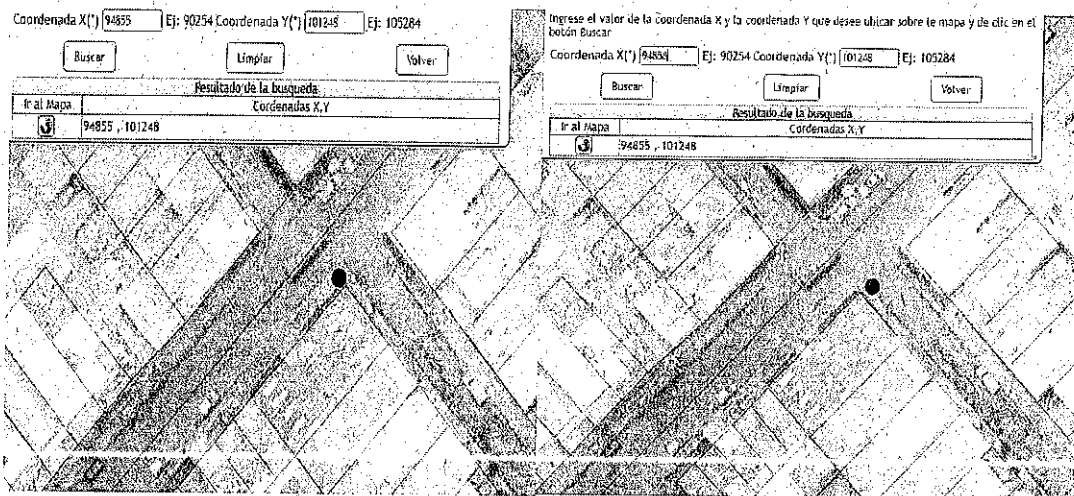 Coordenada X(*) 94855 Ej: 90254 Coordenada Y(*) 101248 Ej: 105284
Buscar Limpiar Volver
Resultado de la busqueda
Ir al Mapa Cordenadas X,Y
94855 , 101248
Ingrese el valor de la Coordenada X y la coordenada Y que desee ubicar sobre le mapa y de clic en el
botón Buscar
Coordenada X(*) 94855 Ej: 90254 Coordenada Y(*) 101248 Ej: 105284
Buscar Limpiar Volver
Resultado de la busqueda
Ir al Mapa Cordenadas X,Y
94855 , 101248